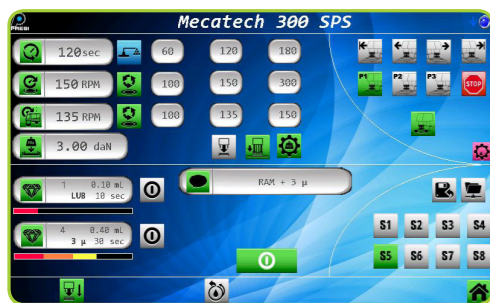 Mecatech 300 SPS
PRESI
120sec 60 120 180
150 RPM 100 150 300
135 RPM 100 135 150
3.00 daN
P1 P2 P3 STOP
1 0.10 mL
LUB 10 sec
RAM + 3 µ
4 0.40 mL
3 µ 30 sec
S1 S2 S3 S4
S5 S6 S7 S8